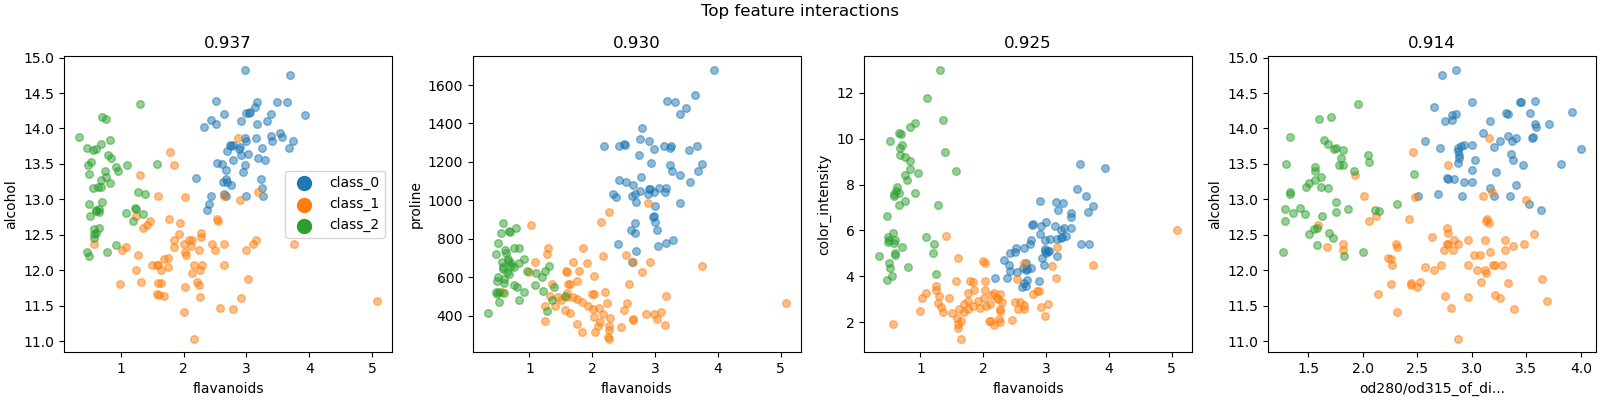 Top feature interactions
0.937
15.0
14.5
14.0
13.5
13.0
12.5
12.0
11.5
11.0
alcohol
class_0
class_1
class_2
1 2 3 4 5
flavanoids
0.930
1600
1400
1200
1000
800
600
400
proline
1 2 3 4 5
flavanoids
0.925
12
10
8
6
4
2
color_intensity
1 2 3 4 5
flavanoids
0.914
15.0
14.5
14.0
13.5
13.0
12.5
12.0
11.5
11.0
alcohol
1.5 2.0 2.5 3.0 3.5 4.0
od280/od315_of_di...